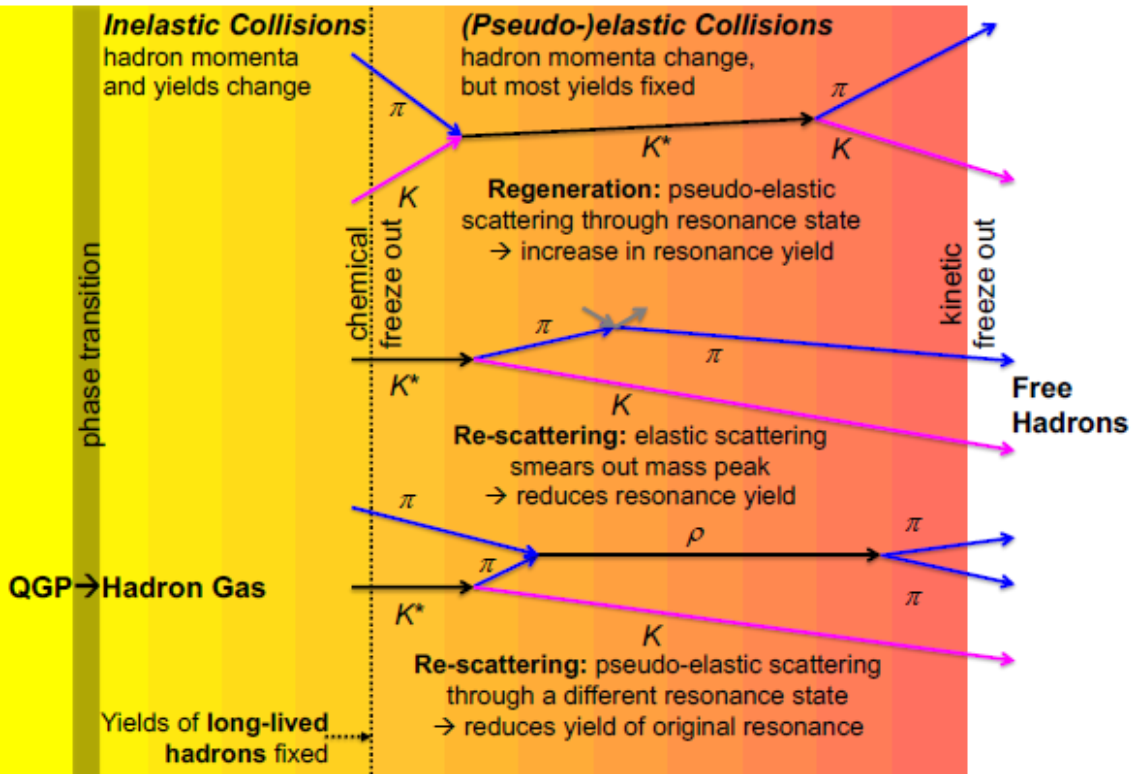 Inelastic Collisions
hadron momenta
and yields change
(Pseudo-)elastic Collisions
hadron momenta change,
but most yields fixed
π
K
K*
π
K
Regeneration: pseudo-elastic
scattering through resonance state
→ increase in resonance yield
phase transition
chemical
freeze out
kinetic
freeze out
K*
π
π
K
Free
Hadrons
Re-scattering: elastic scattering
smears out mass peak
→ reduces resonance yield
π
π
ρ
π
π
QGP→Hadron Gas
K*
K
Re-scattering: pseudo-elastic scattering
through a different resonance state
→ reduces yield of original resonance
Yields of long-lived
hadrons fixed